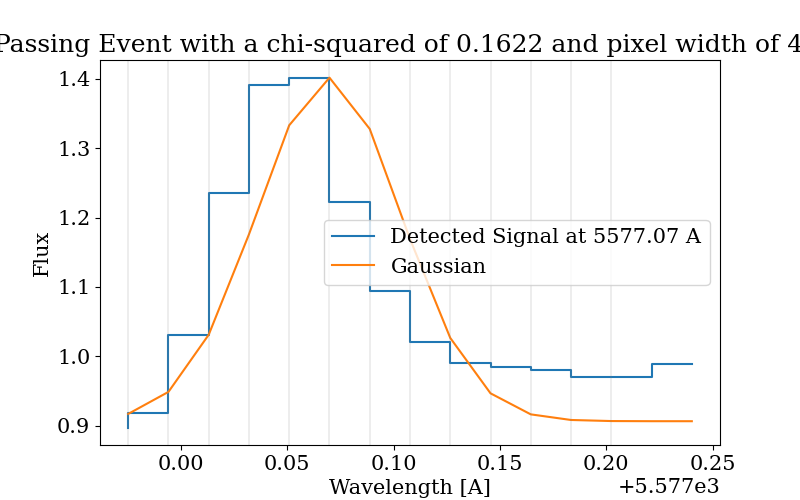 Passing Event with a chi-squared of 0.1622 and pixel width of 4
Flux
1.4
1.3
1.2
1.1
1.0
0.9
Detected Signal at 5577.07 A
Gaussian
0.00 0.05 0.10 0.15 0.20 0.25
+5.577e3
Wavelength [A]